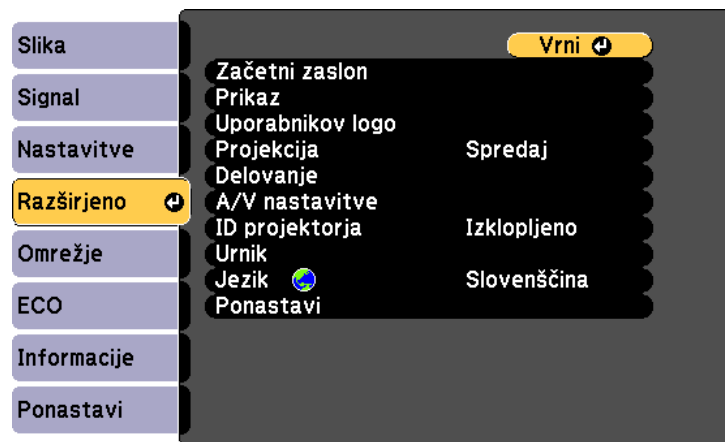 Slika
Signal
Nastavitve
Razširjeno
Omrežje
ECO
Informacije
Ponastavi
Vrni
Začetni zaslon
Prikaz
Uporabnikov logo
Projekcija Spredaj
Delovanje
A/V nastavitve
ID projektorja Izklopljeno
Urnik
Jezik Slovenščina
Ponastavi